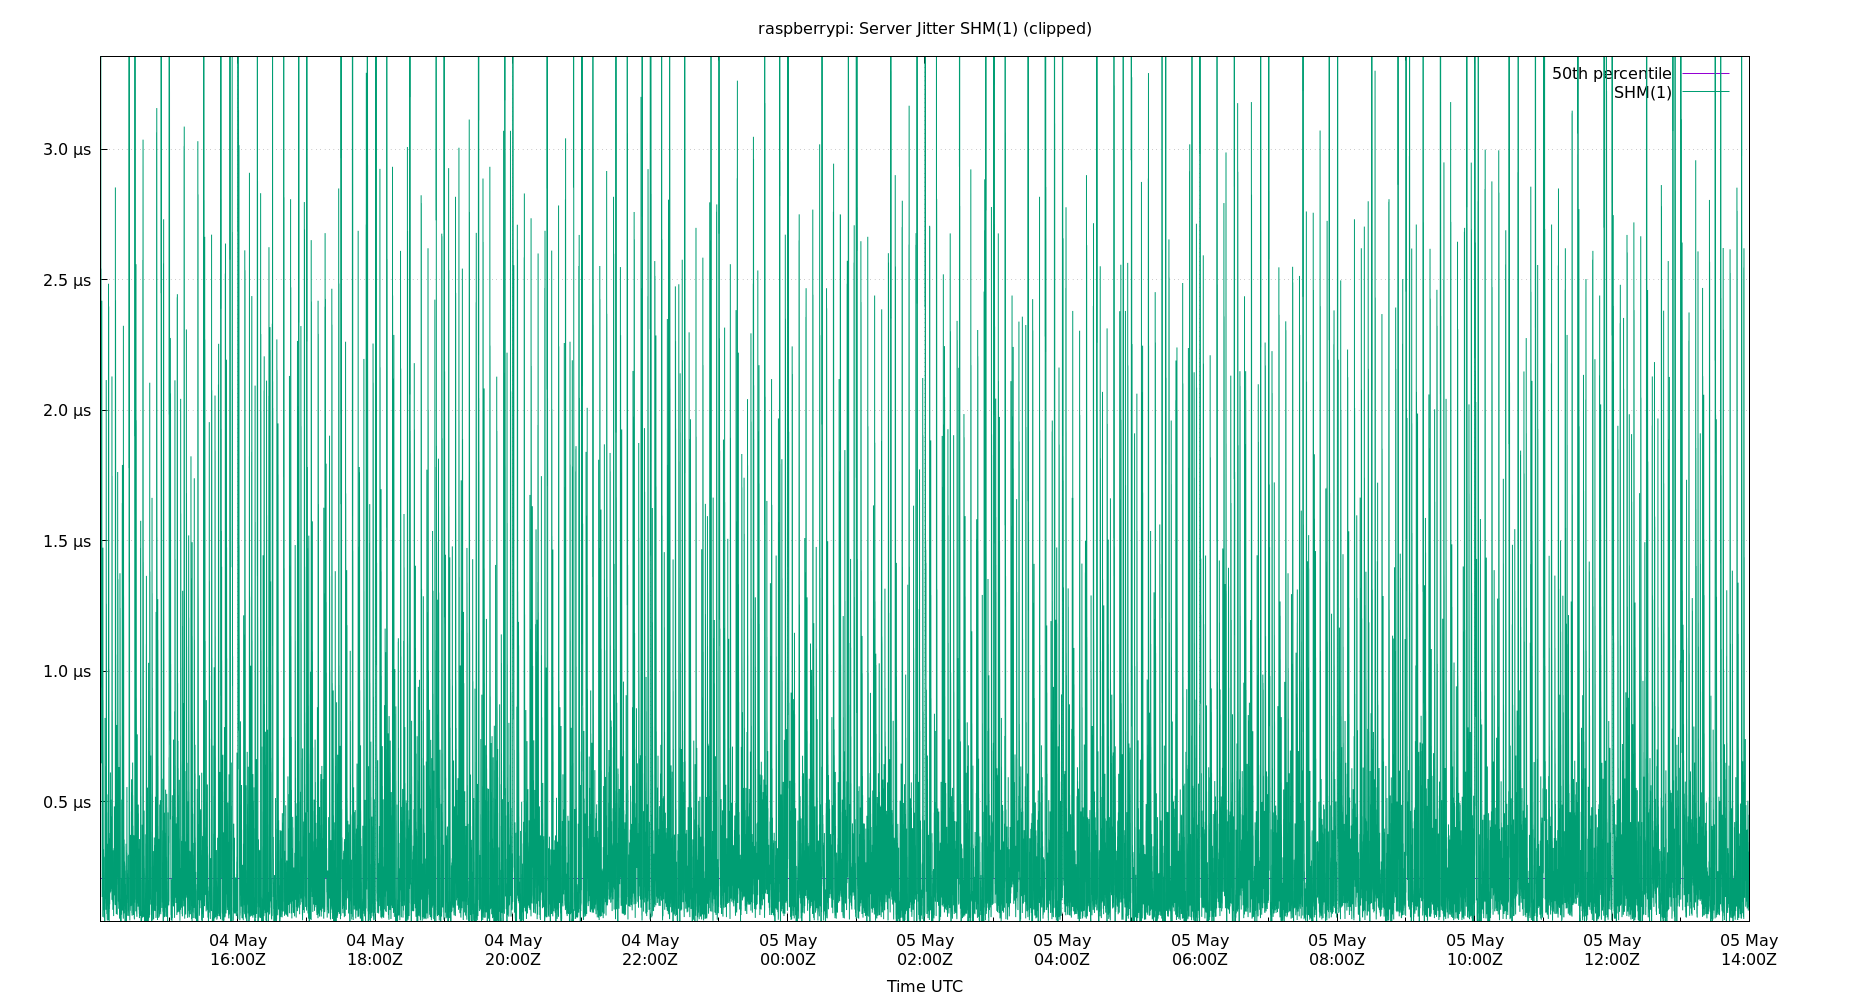 raspberrypi: Server Jitter SHM(1) (clipped)
50th percentile
SHM(1)
3.0 µs
2.5 µs
2.0 µs
1.5 µs
1.0 µs
0.5 µs
04 May 04 May 04 May 04 May 05 May 05 May 05 May 05 May 05 May 05 May 05 May 05 May
16:00Z 18:00Z 20:00Z 22:00Z 00:00Z 02:00Z 04:00Z 06:00Z 08:00Z 10:00Z 12:00Z 14:00Z
Time UTC